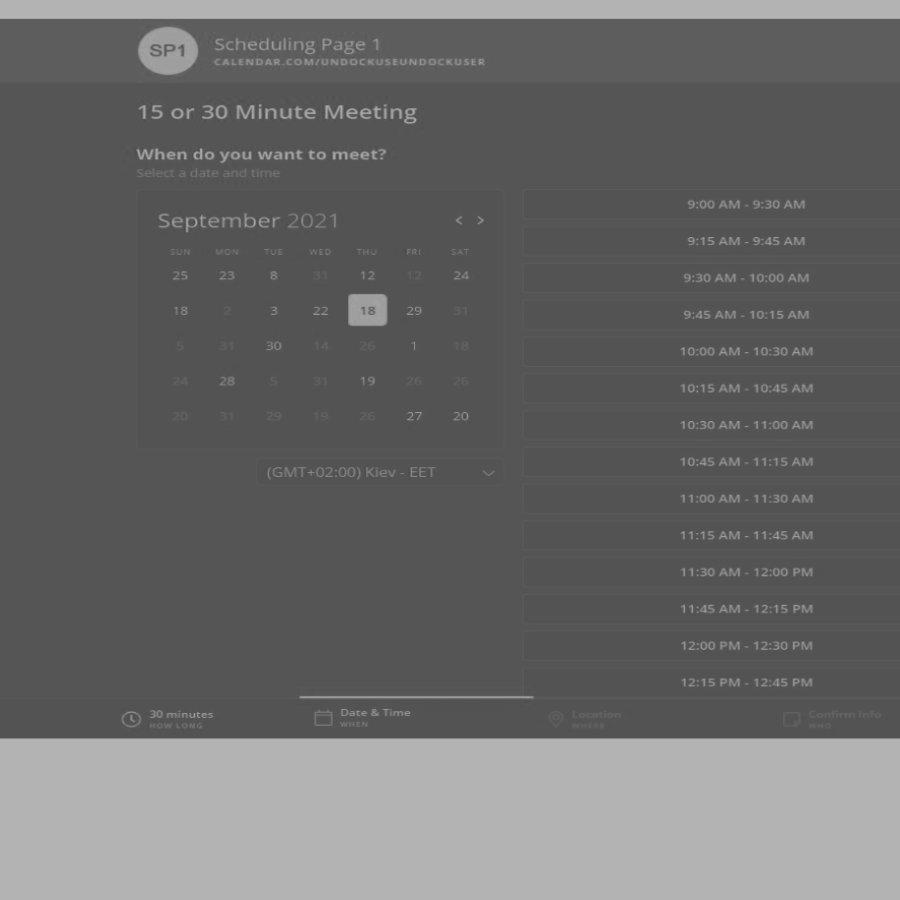 SP1
Scheduling Page 1
CALENDAR.COM/UNDOCKUSEUNDOCKUSER
15 or 30 Minute Meeting
When do you want to meet?
Select a date and time
September 2021
< >
SUN MON TUE WED THU FRI SAT
25 23 8 31 12 12 24
18 2 3 22 18 29 31
5 31 30 14 26 1 18
24 28 5 31 19 26 26
20 31 29 19 26 27 20
(GMT+02:00) Kiev - EET
9:00 AM - 9:30 AM
9:15 AM - 9:45 AM
9:30 AM - 10:00 AM
9:45 AM - 10:15 AM
10:00 AM - 10:30 AM
10:15 AM - 10:45 AM
10:30 AM - 11:00 AM
10:45 AM - 11:15 AM
11:00 AM - 11:30 AM
11:15 AM - 11:45 AM
11:30 AM - 12:00 PM
11:45 AM - 12:15 PM
12:00 PM - 12:30 PM
12:15 PM - 12:45 PM
30 minutes
HOW LONG
Date & Time
WHEN
Location
WHERE
Confirm Info
WHO